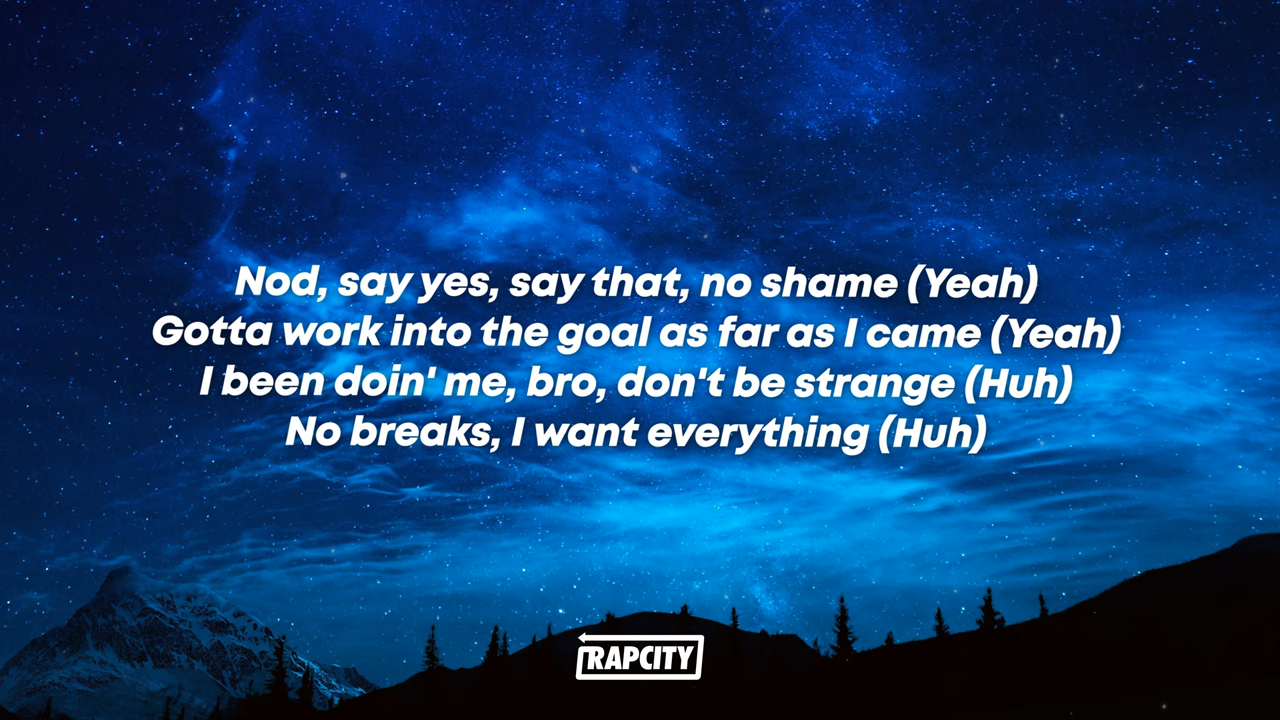 Nod, say yes, say that, no shame (Yeah)
Gotta work into the goal as far as I came (Yeah)
I been doin' me, bro, don't be strange (Huh)
No breaks, I want everything (Huh)
RAPCITY